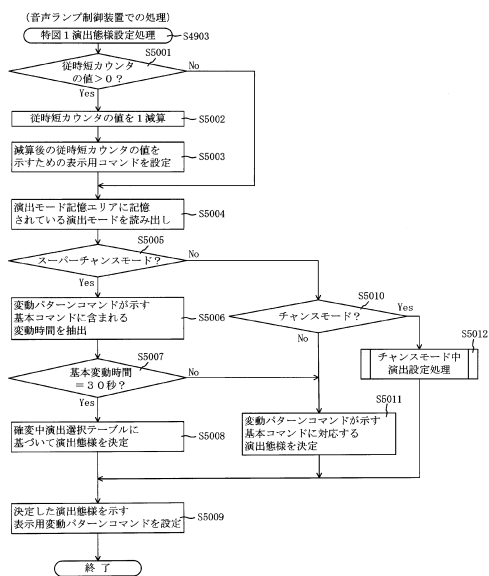 (音声ランプ制御装置での処理)
特図1演出態様設定処理
S4903
S5001
従時短カウンタ
の値>0?
No
Yes
従時短カウンタの値を1減算
S5002
減算後の従時短カウンタの値を
示すための表示用コマンドを設定
S5003
演出モード記憶エリアに記憶
されている演出モードを読み出し
S5004
S5005
スーパーチャンスモード?
No
Yes
変動パターンコマンドが示す
基本コマンドに含まれる
変動時間を抽出
S5006
S5010
チャンスモード?
Yes
No
S5012
チャンスモード中
演出設定処理
S5007
基本変動時間
=30秒?
No
Yes
S5011
変動パターンコマンドが示す
基本コマンドに対応する
演出態様を決定
確変中演出選択テーブルに
基づいて演出態様を決定
S5008
決定した演出態様を示す
表示用変動パターンコマンドを設定
S5009
終了